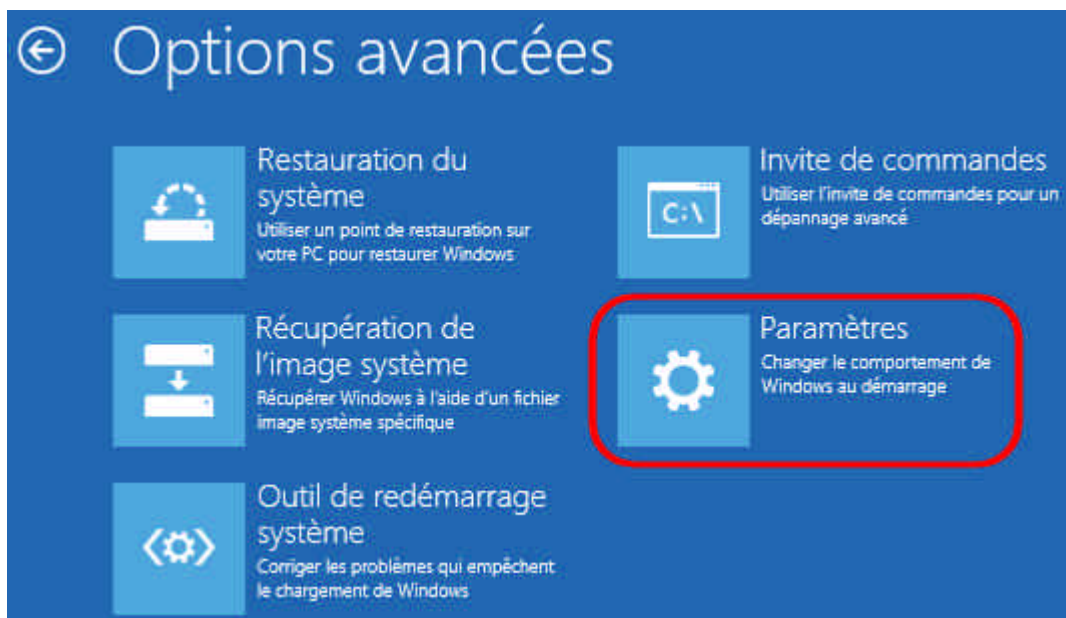 Options avancées
Restauration du
système
Utiliser un point de restauration sur
votre PC pour restaurer Windows
Récupération de
l'image système
Récupérer Windows à l'aide d'un fichier
image système spécifique
Outil de redémarrage
système
Corriger les problèmes qui empêchent
le chargement de Windows
Invite de commandes
Utiliser l'invite de commandes pour un
dépannage avancé
C:\
Paramètres
Changer le comportement de
Windows au démarrage